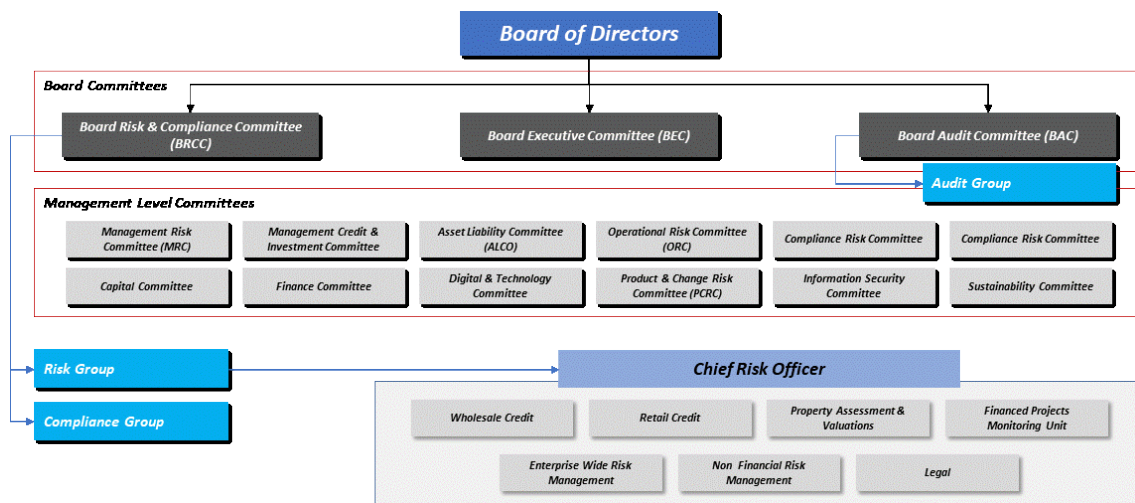 Board of Directors
Board Committees
Board Risk & Compliance Committee
(BRCC)
Board Executive Committee (BEC)
Board Audit Committee (BAC)
Audit Group
Management Level Committees
Management Risk
Committee (MRC)
Management Credit &
Investment Committee
Asset Liability Committee
(ALCO)
Operational Risk Committee
(ORC)
Compliance Risk Committee
Compliance Risk Committee
Capital Committee
Finance Committee
Digital & Technology
Committee
Product & Change Risk
Committee (PCRC)
Information Security
Committee
Sustainability Committee
Risk Group
Chief Risk Officer
Compliance Group
Wholesale Credit
Retail Credit
Property Assessment &
Valuations
Financed Projects
Monitoring Unit
Enterprise Wide Risk
Management
Non Financial Risk
Management
Legal